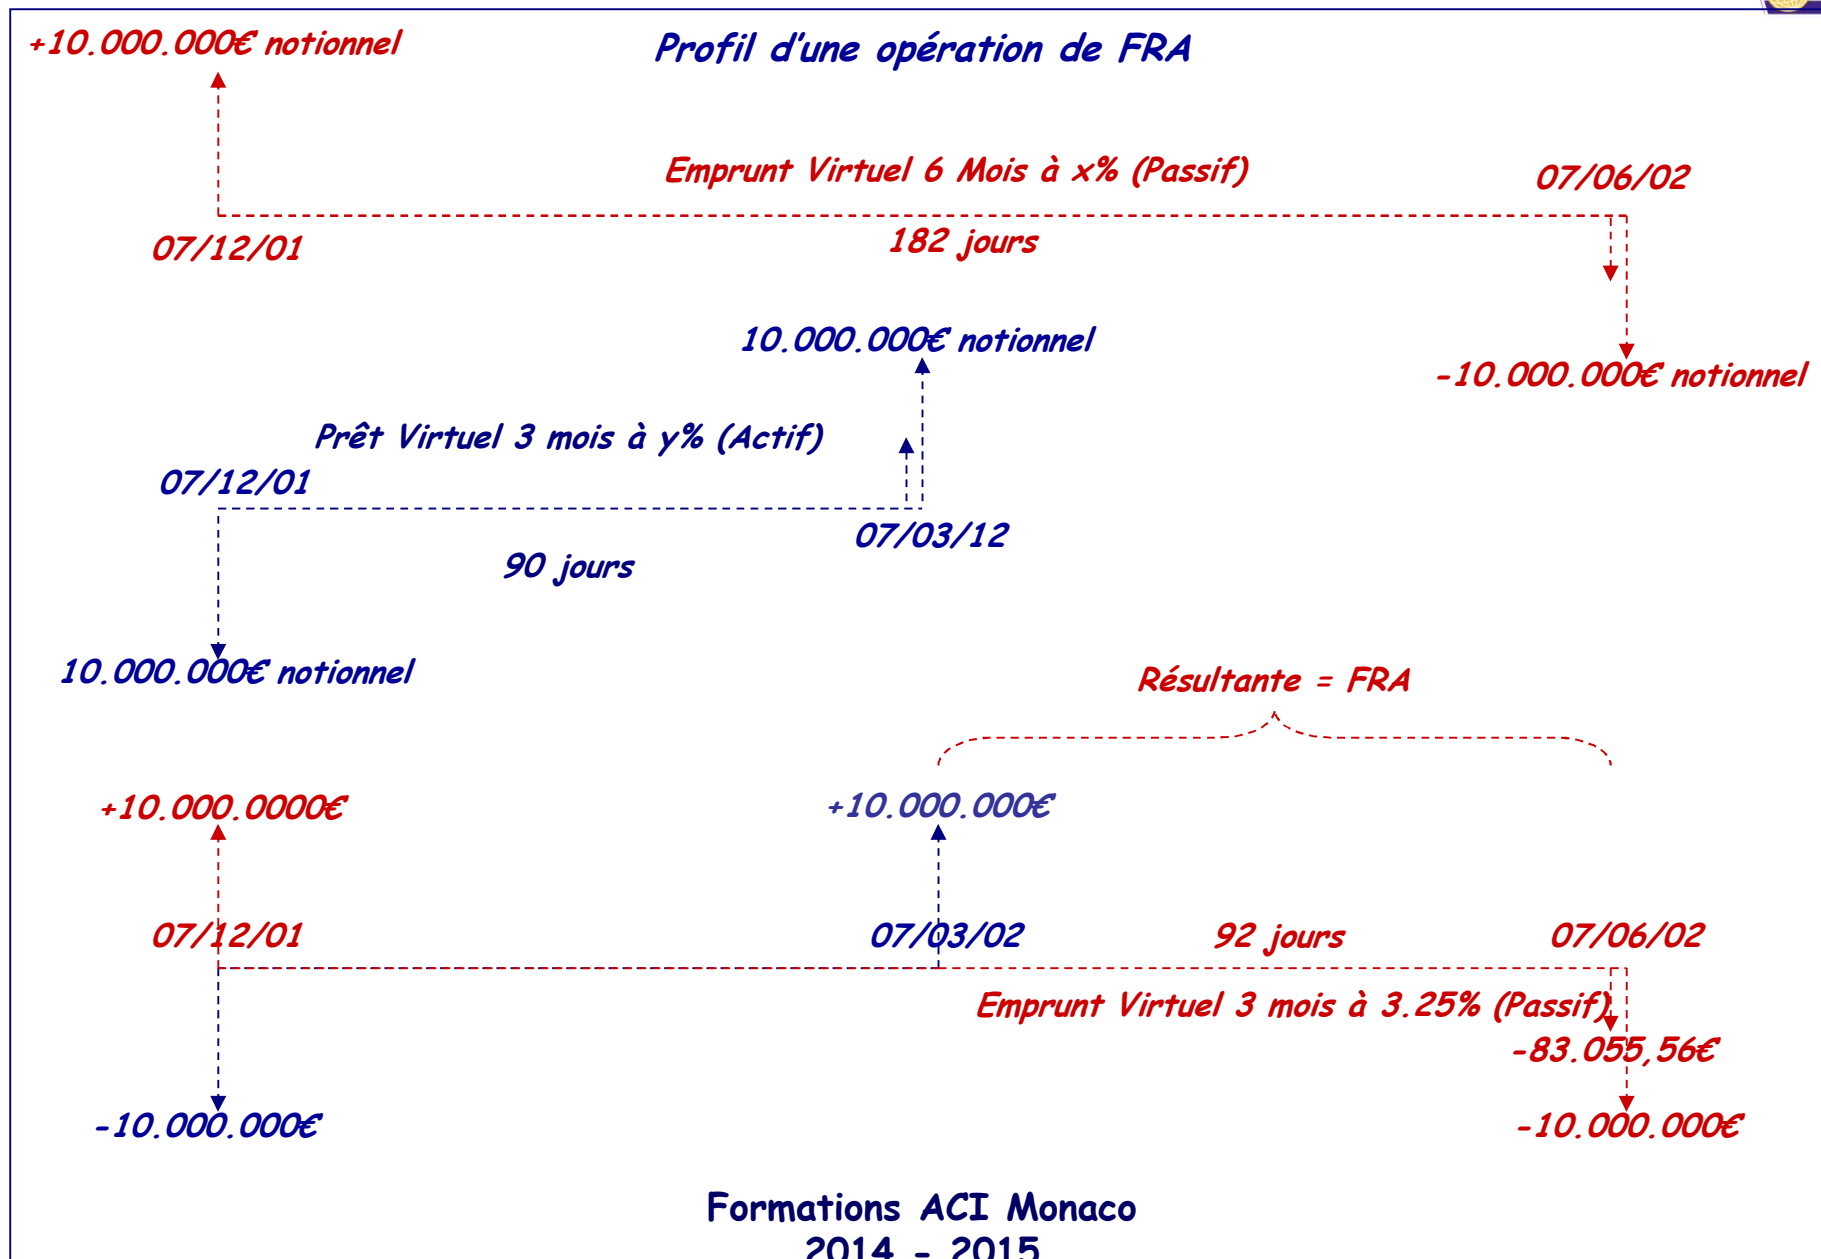 +10.000.000€ notionnel
Profil d'une opération de FRA
Emprunt Virtuel 6 Mois à x% (Passif)
07/06/02
07/12/01
182 jours
10.000.000€ notionnel
-10.000.000€ notionnel
Prêt Virtuel 3 mois à y% (Actif)
07/12/01
07/03/12
90 jours
10.000.000€ notionnel
Résultante = FRA
+10.000.0000€
+10.000.000€
07/12/01
07/03/02
92 jours
07/06/02
Emprunt Virtuel 3 mois à 3.25% (Passif)
-83.055,56€
-10.000.000€
-10.000.000€
Formations ACI Monaco
2014 - 2015